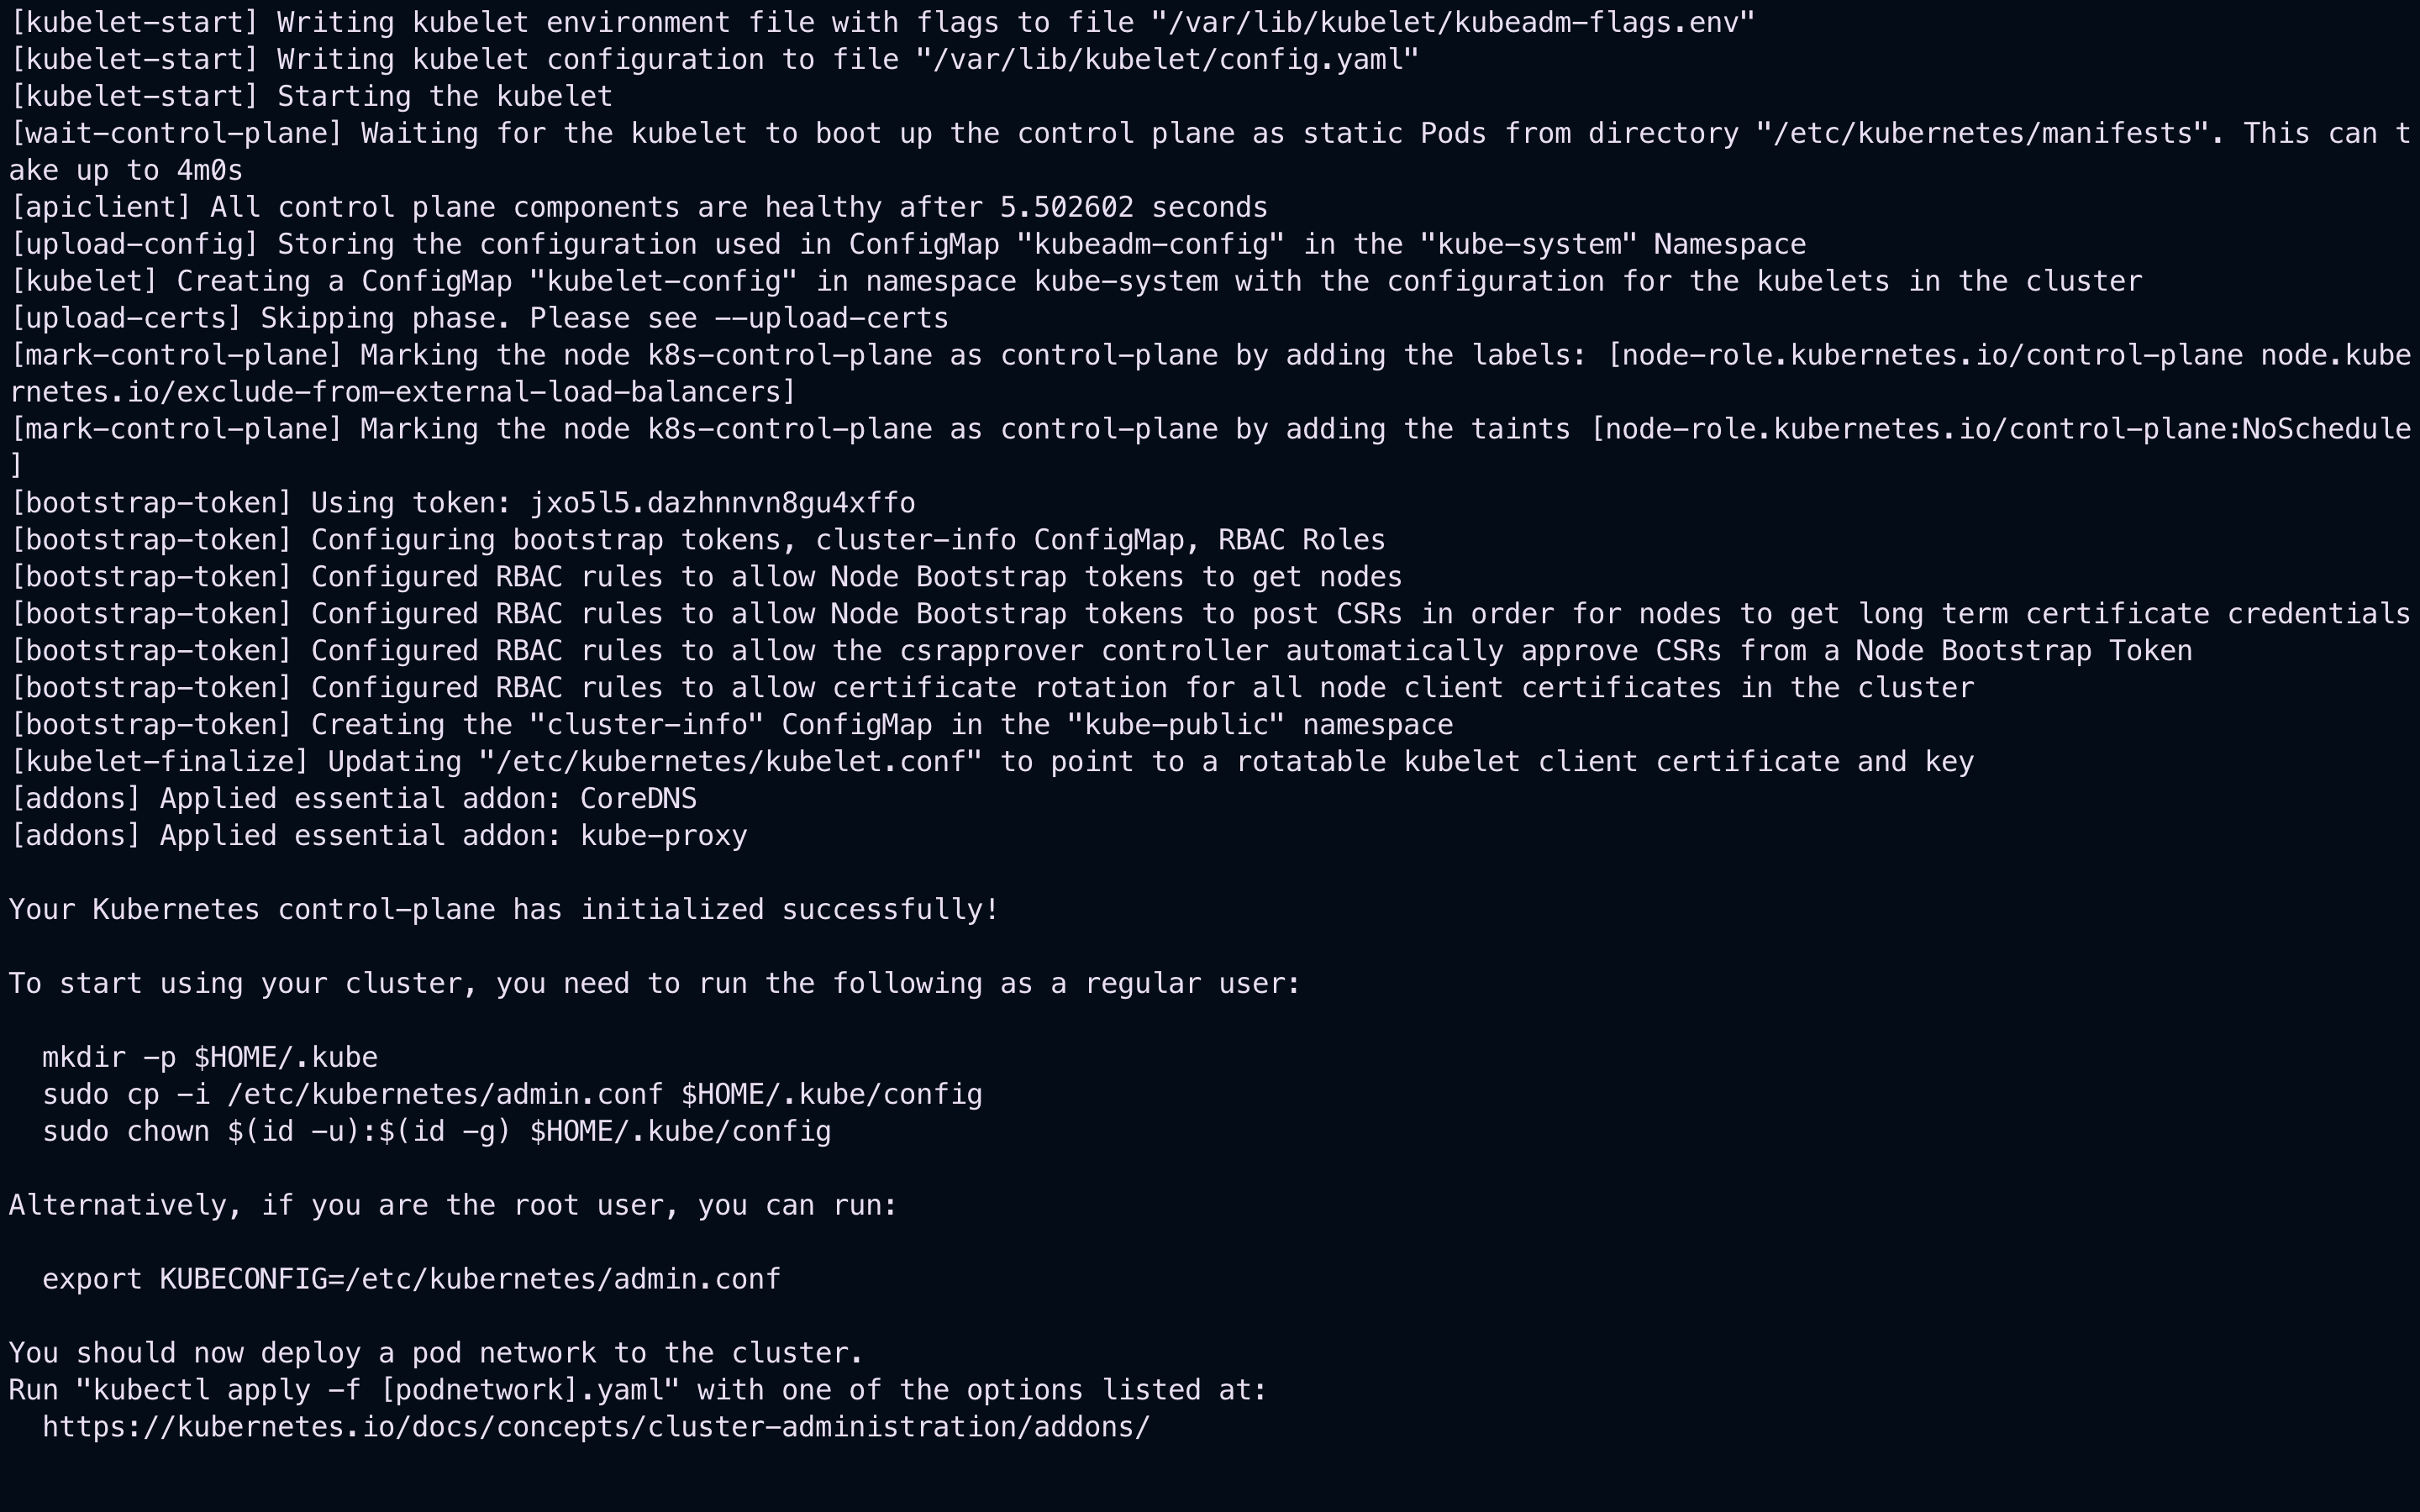 [kubelet-start] Writing kubelet environment file with flags to file "/var/lib/kubelet/kubeadm-flags.env"
[kubelet-start] Writing kubelet configuration to file "/var/lib/kubelet/config.yaml"
[kubelet-start] Starting the kubelet
[wait-control-plane] Waiting for the kubelet to boot up the control plane as static Pods from directory "/etc/kubernetes/manifests". This can t
ake up to 4m0s
[apiclient] All control plane components are healthy after 5.502602 seconds
[upload-config] Storing the configuration used in ConfigMap "kubeadm-config" in the "kube-system" Namespace
[kubelet] Creating a ConfigMap "kubelet-config" in namespace kube-system with the configuration for the kubelets in the cluster
[upload-certs] Skipping phase. Please see --upload-certs
[mark-control-plane] Marking the node k8s-control-plane as control-plane by adding the labels: [node-role.kubernetes.io/control-plane node.kube
rnetes.io/exclude-from-external-load-balancers]
[mark-control-plane] Marking the node k8s-control-plane as control-plane by adding the taints [node-role.kubernetes.io/control-plane:NoSchedule
]
[bootstrap-token] Using token: jxo5l5.dazhnnvn8gu4xffo
[bootstrap-token] Configuring bootstrap tokens, cluster-info ConfigMap, RBAC Roles
[bootstrap-token] Configured RBAC rules to allow Node Bootstrap tokens to get nodes
[bootstrap-token] Configured RBAC rules to allow Node Bootstrap tokens to post CSRs in order for nodes to get long term certificate credentials
[bootstrap-token] Configured RBAC rules to allow the csrapprover controller automatically approve CSRs from a Node Bootstrap Token
[bootstrap-token] Configured RBAC rules to allow certificate rotation for all node client certificates in the cluster
[bootstrap-token] Creating the "cluster-info" ConfigMap in the "kube-public" namespace
[kubelet-finalize] Updating "/etc/kubernetes/kubelet.conf" to point to a rotatable kubelet client certificate and key
[addons] Applied essential addon: CoreDNS
[addons] Applied essential addon: kube-proxy

Your Kubernetes control-plane has initialized successfully!

To start using your cluster, you need to run the following as a regular user:

  mkdir -p $HOME/.kube
  sudo cp -i /etc/kubernetes/admin.conf $HOME/.kube/config
  sudo chown $(id -u):$(id -g) $HOME/.kube/config

Alternatively, if you are the root user, you can run:

  export KUBECONFIG=/etc/kubernetes/admin.conf

You should now deploy a pod network to the cluster.
Run "kubectl apply -f [podnetwork].yaml" with one of the options listed at:
  https://kubernetes.io/docs/concepts/cluster-administration/addons/